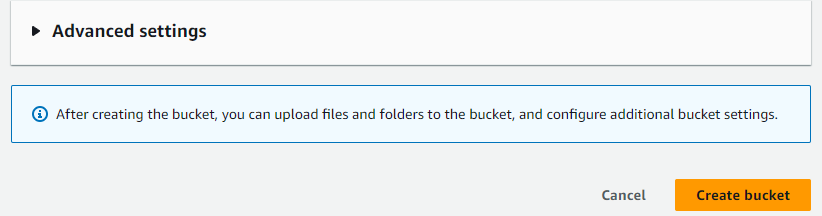 Advanced settings
After creating the bucket, you can upload files and folders to the bucket, and configure additional bucket settings.
Cancel
Create bucket